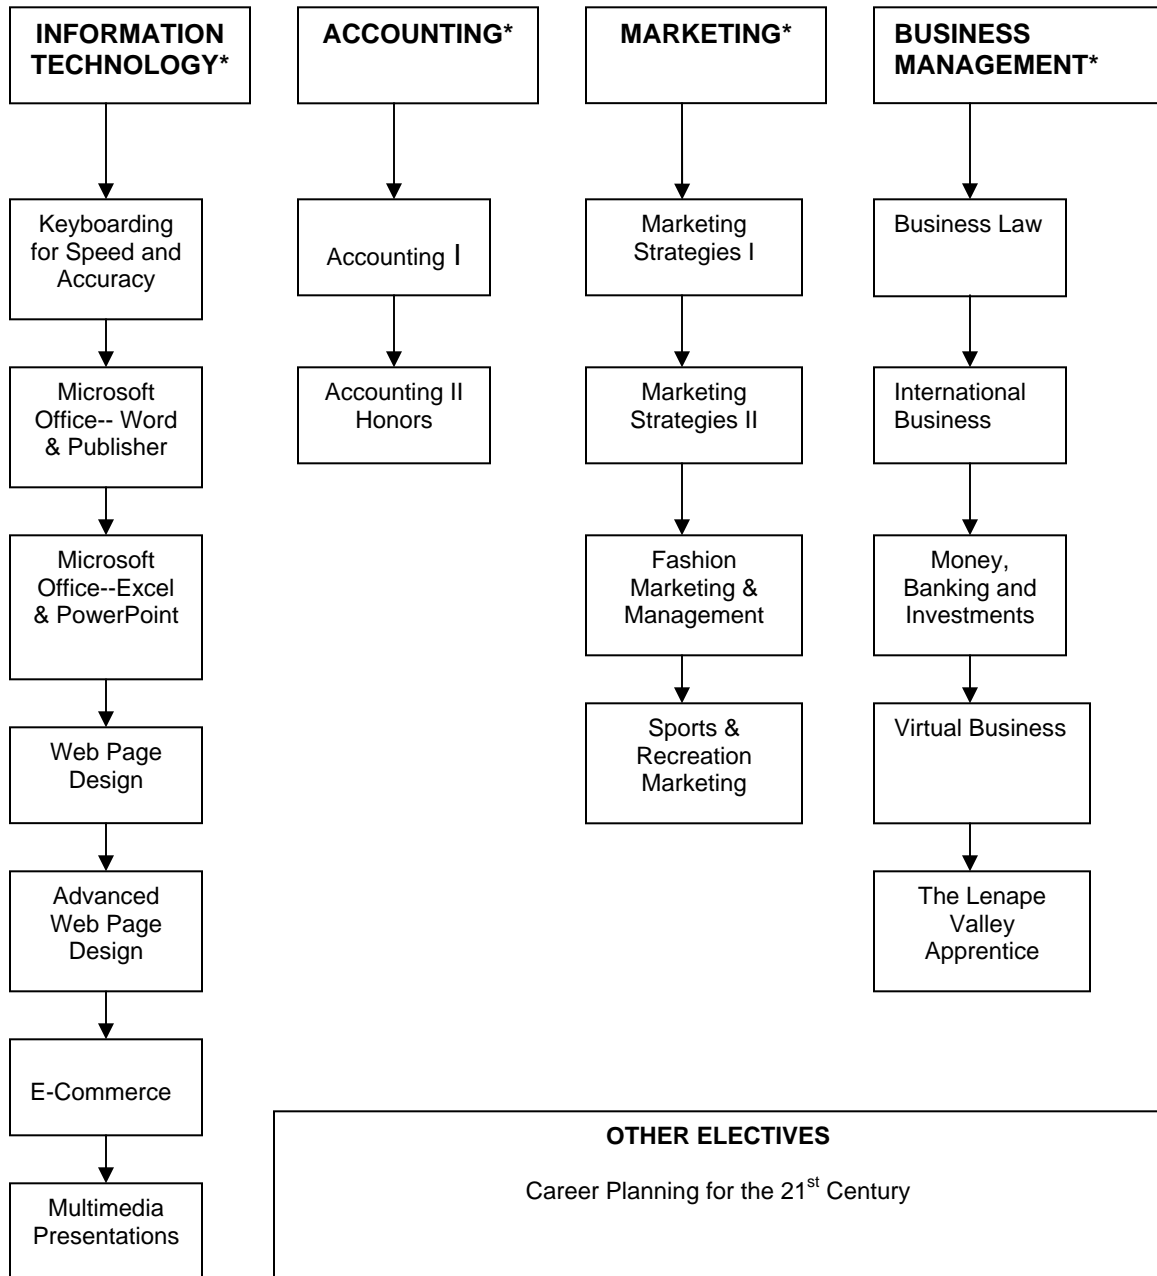 INFORMATION
TECHNOLOGY*
Keyboarding
for Speed and
Accuracy
Microsoft
Office-- Word
& Publisher
Microsoft
Office--Excel
& PowerPoint
Web Page
Design
Advanced
Web Page
Design
E-Commerce
Multimedia
Presentations
ACCOUNTING*
Accounting I
Accounting II
Honors
MARKETING*
Marketing
Strategies I
Marketing
Strategies II
Fashion
Marketing &
Management
Sports &
Recreation
Marketing
BUSINESS
MANAGEMENT*
Business Law
International
Business
Money,
Banking and
Investments
Virtual Business
The Lenape
Valley
Apprentice
OTHER ELECTIVES
Career Planning for the 21st Century